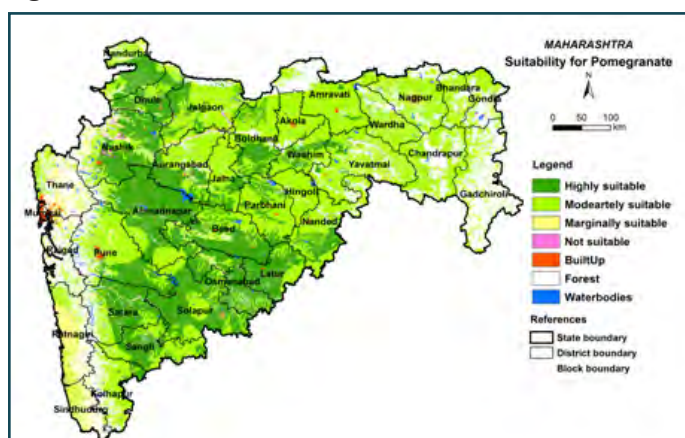 MAHARASHTRA
Suitability for Pomegranate
N
0 50 100
km
Nandurbar
Dhule
Jalgaon
Amravati
Nagpur
Bhandara
Gondia
Akola
Buldhana
Wardha
Nashik
Washim
Yavatmal
Chandrapur
Aurangabad
Thane
Jalna
Hingoli
Gadchiroli
Mumbai
Ahmadnagar
Parbhani
Nanded
Raigad
Beed
Pune
Latur
Osmanabad
Satara
Solapur
Ratnagiri
Sangli
Kolhapur
Sindhudurg
Legend
Highly suitable
Modeartely suitable
Marginally suitable
Not suitable
BuiltUp
Forest
Waterbodies
References
State boundary
District boundary
Block boundary